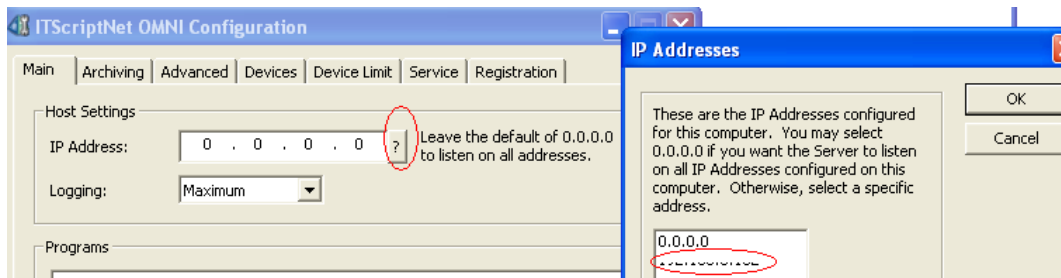 ITScriptNet OMNI Configuration
Main Archiving Advanced Devices Device Limit Service Registration
Host Settings
IP Address:
0 . 0 . 0 . 0
?
Leave the default of 0.0.0.0
to listen on all addresses.
Logging:
Maximum
Programs
IP Addresses
These are the IP Addresses configured
for this computer. You may select
0.0.0.0 if you want the Server to listen
on all IP Addresses configured on this
computer. Otherwise, select a specific
address.
0.0.0.0
OK
Cancel